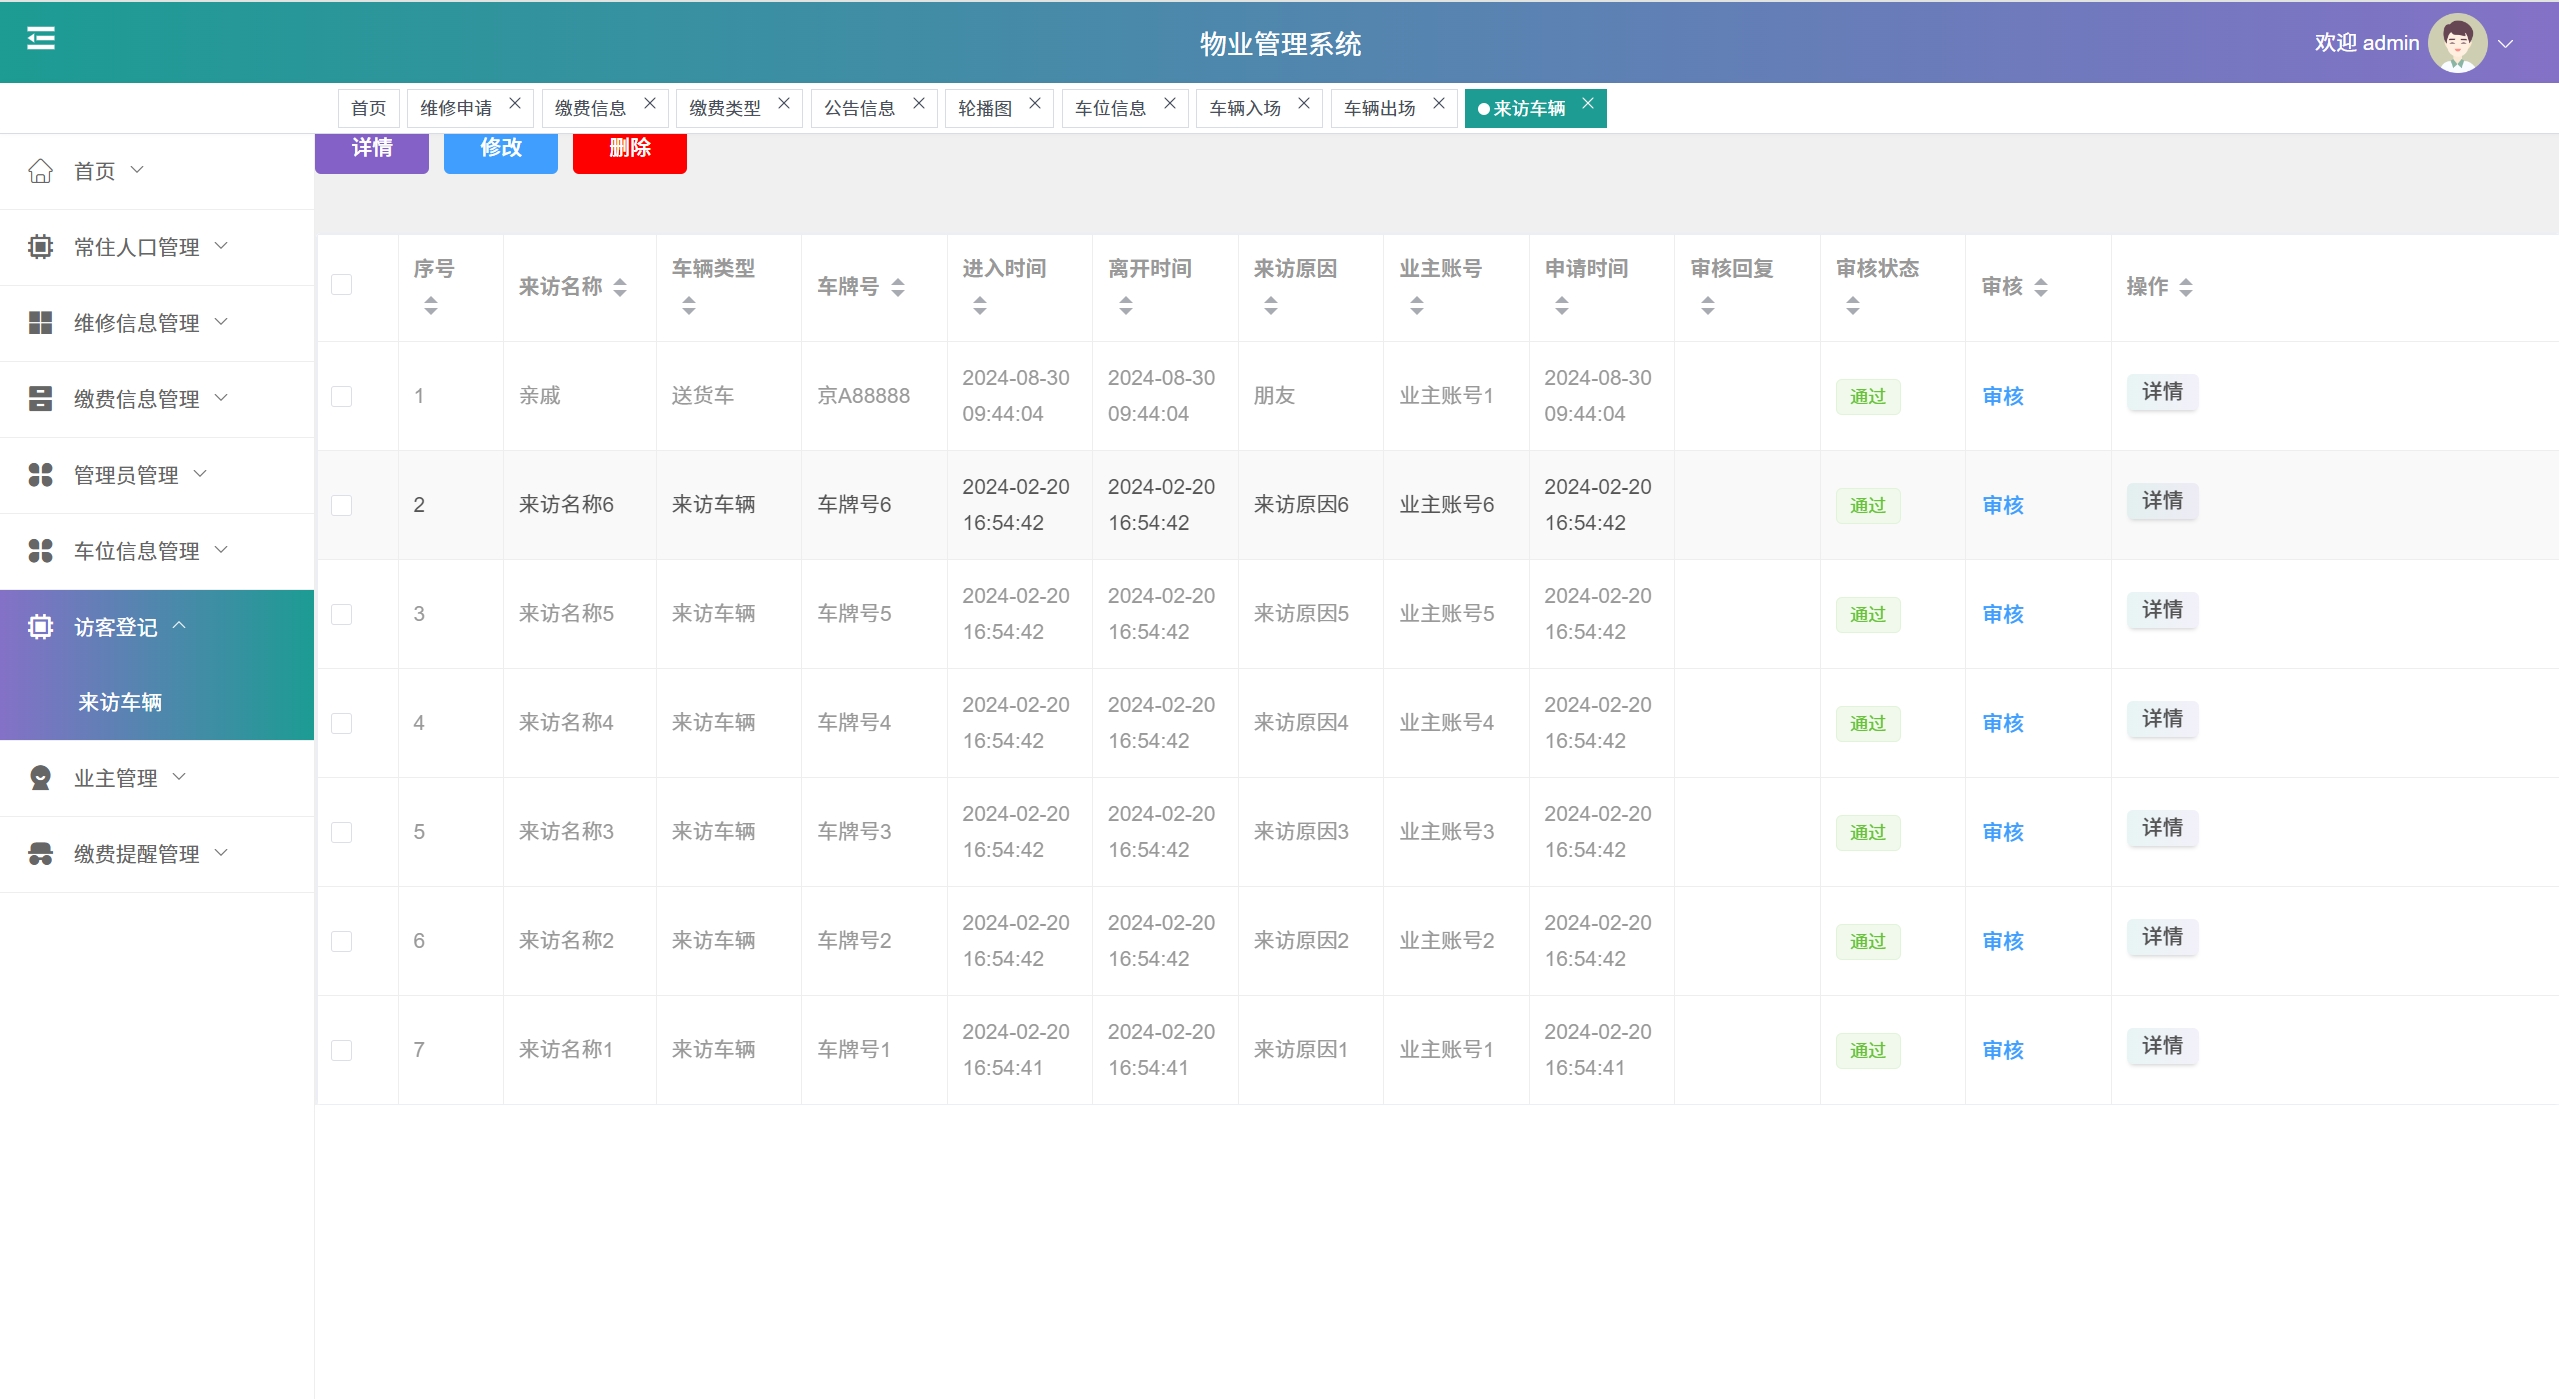 物业管理系统
欢迎 admin
首页 维修申请 缴费信息 缴费类型 公告信息 轮播图 车位信息 车辆入场 车辆出场 来访车辆
首页
常住人口管理
维修信息管理
缴费信息管理
管理员管理
车位信息管理
访客登记
来访车辆
业主管理
缴费提醒管理
详情 修改 删除
序号 来访名称 车辆类型 车牌号 进入时间 离开时间 来访原因 业主账号 申请时间 审核回复 审核状态 审核 操作
1 亲戚 送货车 京A88888 2024-08-30 09:44:04 2024-08-30 09:44:04 朋友 业主账号1 2024-08-30 09:44:04 通过 审核 详情
2 来访名称6 来访车辆 车牌号6 2024-02-20 16:54:42 2024-02-20 16:54:42 来访原因6 业主账号6 2024-02-20 16:54:42 通过 审核 详情
3 来访名称5 来访车辆 车牌号5 2024-02-20 16:54:42 2024-02-20 16:54:42 来访原因5 业主账号5 2024-02-20 16:54:42 通过 审核 详情
4 来访名称4 来访车辆 车牌号4 2024-02-20 16:54:42 2024-02-20 16:54:42 来访原因4 业主账号4 2024-02-20 16:54:42 通过 审核 详情
5 来访名称3 来访车辆 车牌号3 2024-02-20 16:54:42 2024-02-20 16:54:42 来访原因3 业主账号3 2024-02-20 16:54:42 通过 审核 详情
6 来访名称2 来访车辆 车牌号2 2024-02-20 16:54:42 2024-02-20 16:54:42 来访原因2 业主账号2 2024-02-20 16:54:42 通过 审核 详情
7 来访名称1 来访车辆 车牌号1 2024-02-20 16:54:41 2024-02-20 16:54:41 来访原因1 业主账号1 2024-02-20 16:54:41 通过 审核 详情